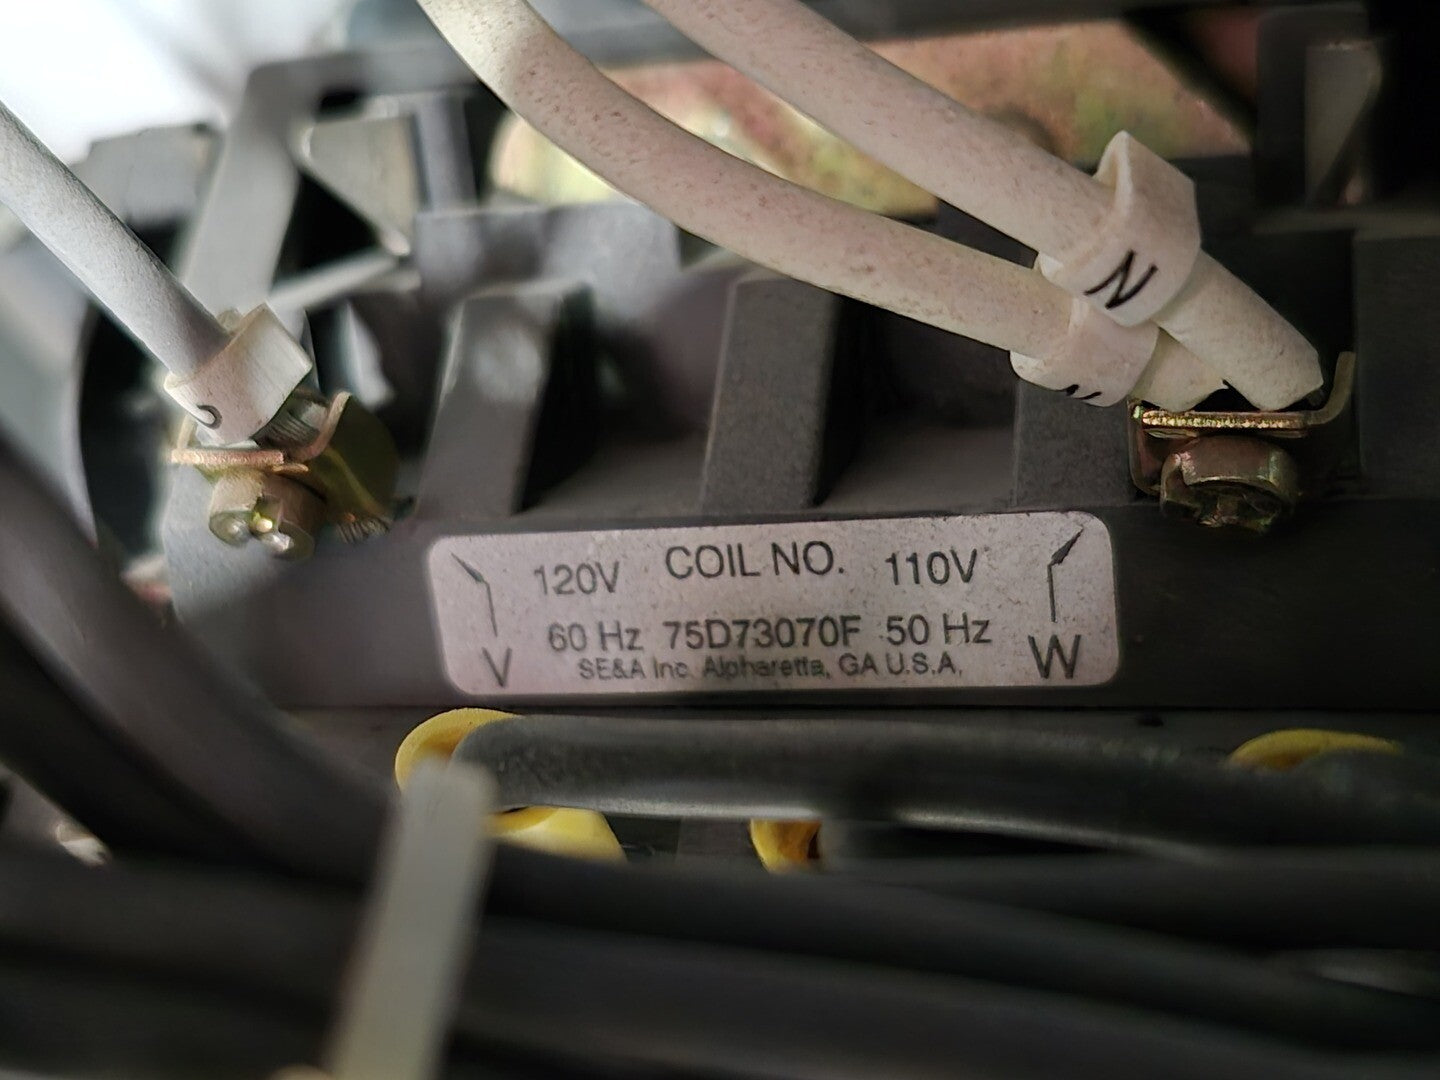 N
120V COIL NO. 110V
60 Hz 75D73070F 50 Hz
V SE&A Inc. Alpharetta, GA U.S.A. W